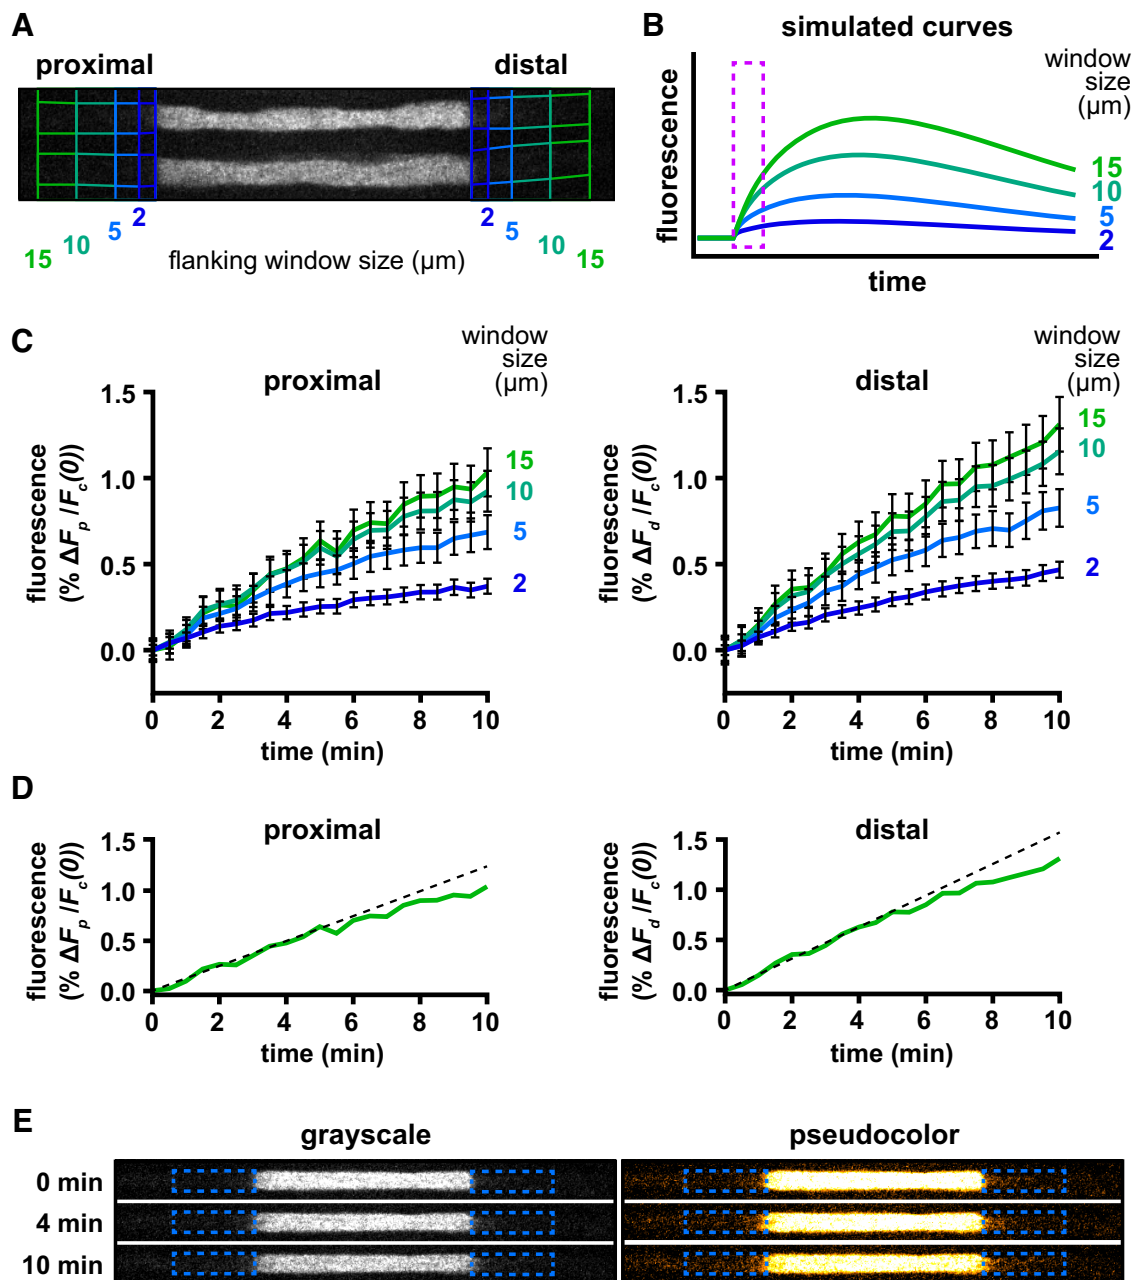 A
proximal
distal
2
5
10
15
2
5
10
15
flanking window size (µm)
B
simulated curves
window
size
(µm)
fluorescence
15
10
5
2
time
C
proximal
window
size
(µm)
fluorescence
(% ΔFp /Fc(0))
1.5
1.0
0.5
0.0
15
10
5
2
0 2 4 6 8 10
time (min)
distal
window
size
(µm)
fluorescence
(% ΔFd /Fc(0))
1.5
1.0
0.5
0.0
15
10
5
2
0 2 4 6 8 10
time (min)
D
proximal
fluorescence
(% ΔFp /Fc(0))
1.5
1.0
0.5
0.0
0 2 4 6 8 10
time (min)
distal
fluorescence
(% ΔFd /Fc(0))
1.5
1.0
0.5
0.0
0 2 4 6 8 10
time (min)
E
grayscale
pseudocolor
0 min
4 min
10 min